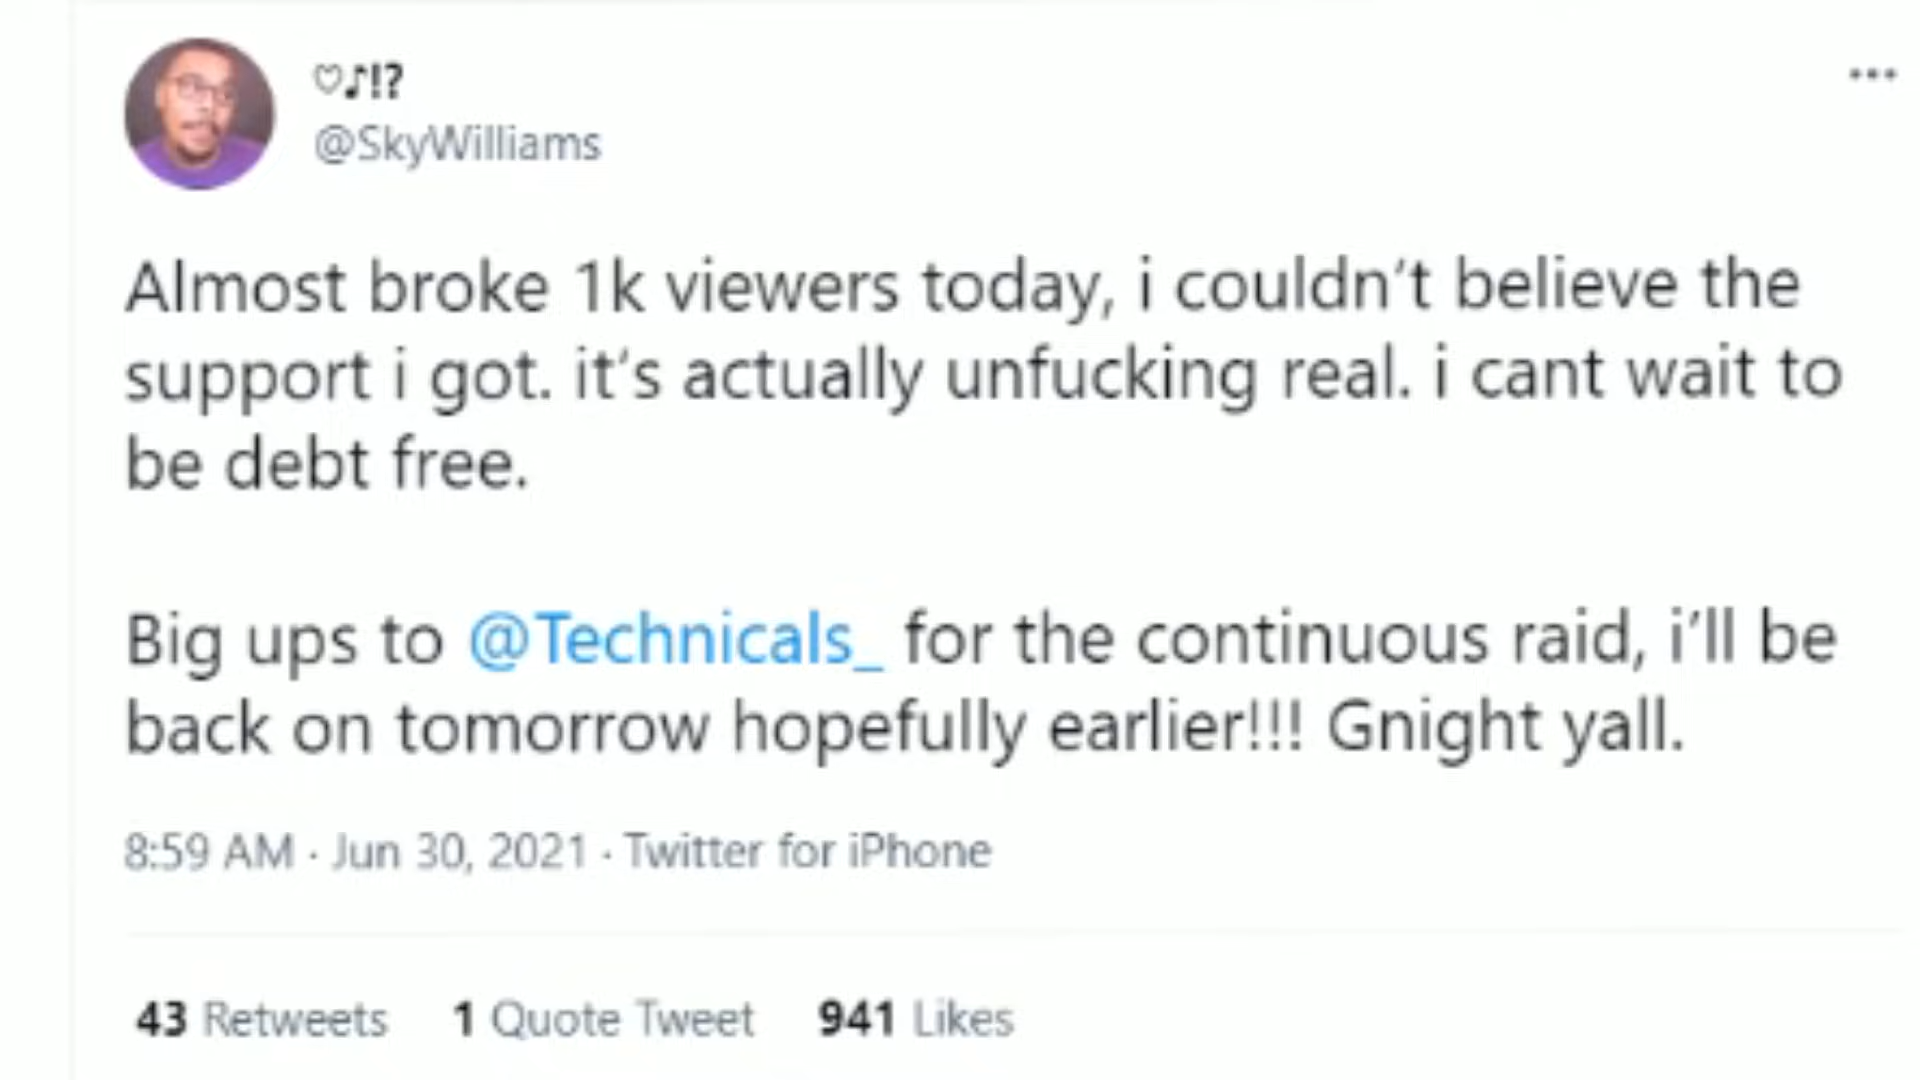 ♡♪!?
@SkyWilliams
Almost broke 1k viewers today, i couldn't believe the
support i got. it's actually unfucking real. i cant wait to
be debt free.
Big ups to @Technicals_ for the continuous raid, i'll be
back on tomorrow hopefully earlier!!! Gnight yall.
8:59 AM · Jun 30, 2021 · Twitter for iPhone
43 Retweets 1 Quote Tweet 941 Likes